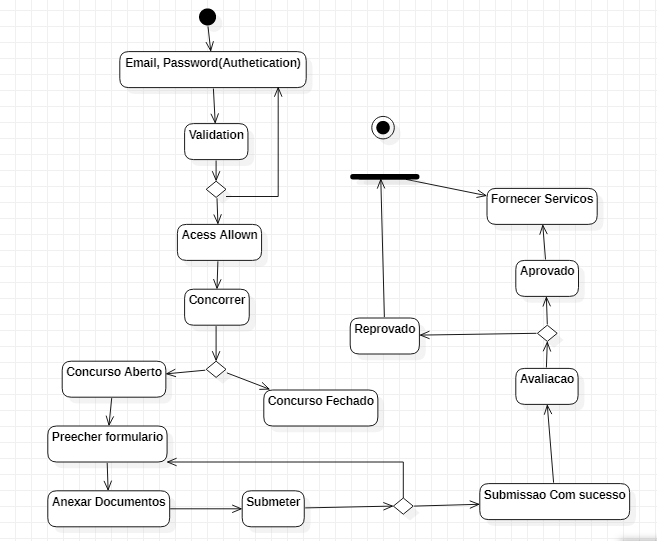 Email, Password(Authetication)
Validation
Acess Allown
Concorrer
Concurso Aberto
Concurso Fechado
Preecher formulario
Anexar Documentos
Submeter
Submissao Com sucesso
Avaliacao
Reprovado
Aprovado
Fornecer Servicos